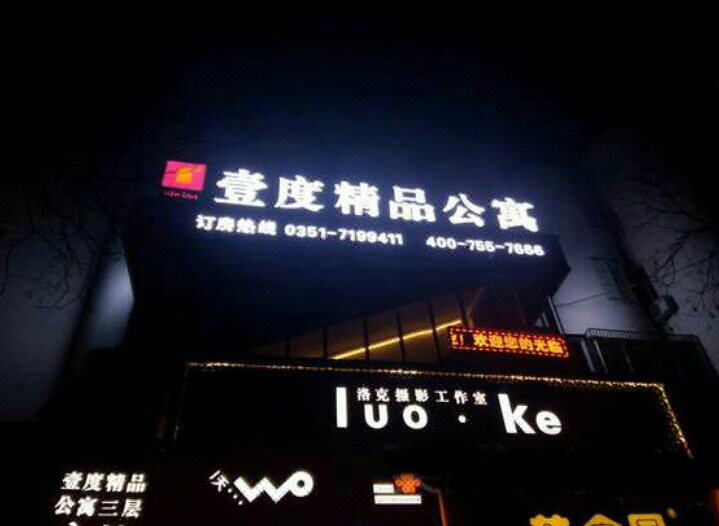 壹度精品公寓
订房热线 0351-7199411 400-755-7666
欢迎您的光临
洛克摄影工作室
luo·ke
壹度精品
公寓三层
WO